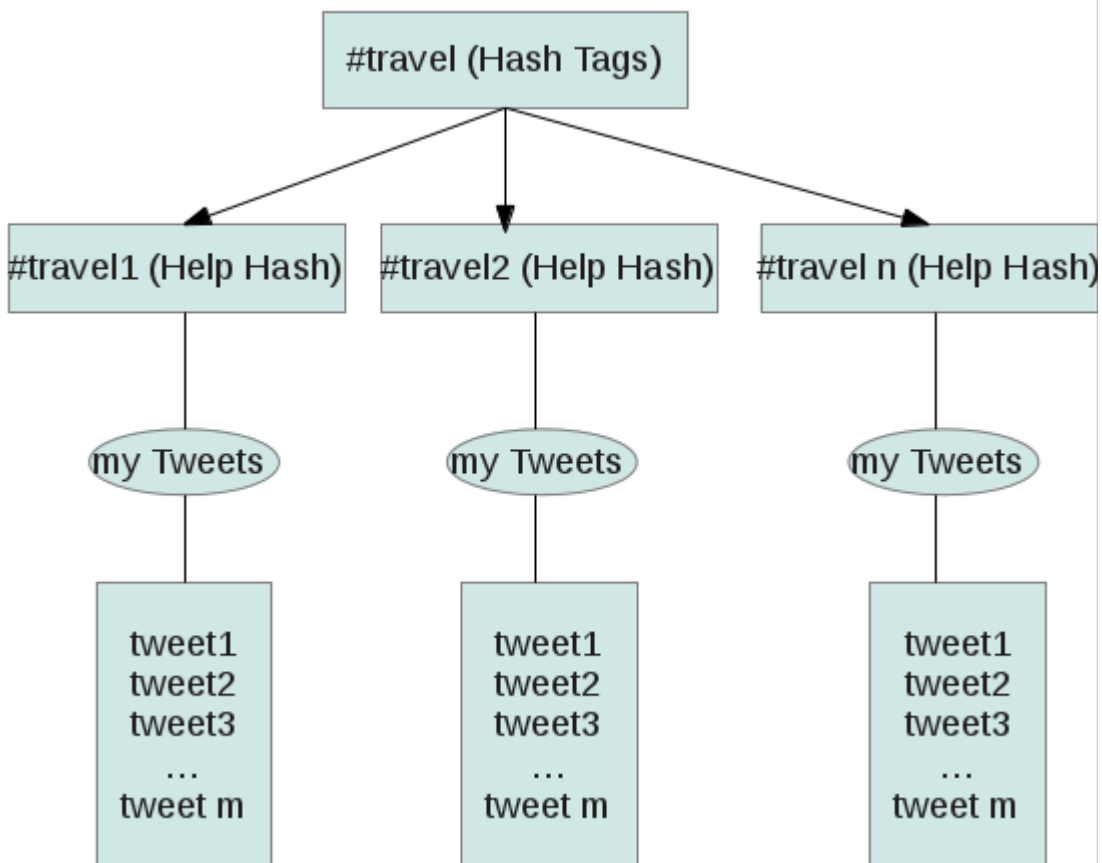 #travel (Hash Tags)
#travel1 (Help Hash)
#travel2 (Help Hash)
#travel n (Help Hash)
my Tweets
my Tweets
my Tweets
tweet1
tweet2
tweet3
...
tweet m
tweet1
tweet2
tweet3
...
tweet m
tweet1
tweet2
tweet3
...
tweet m